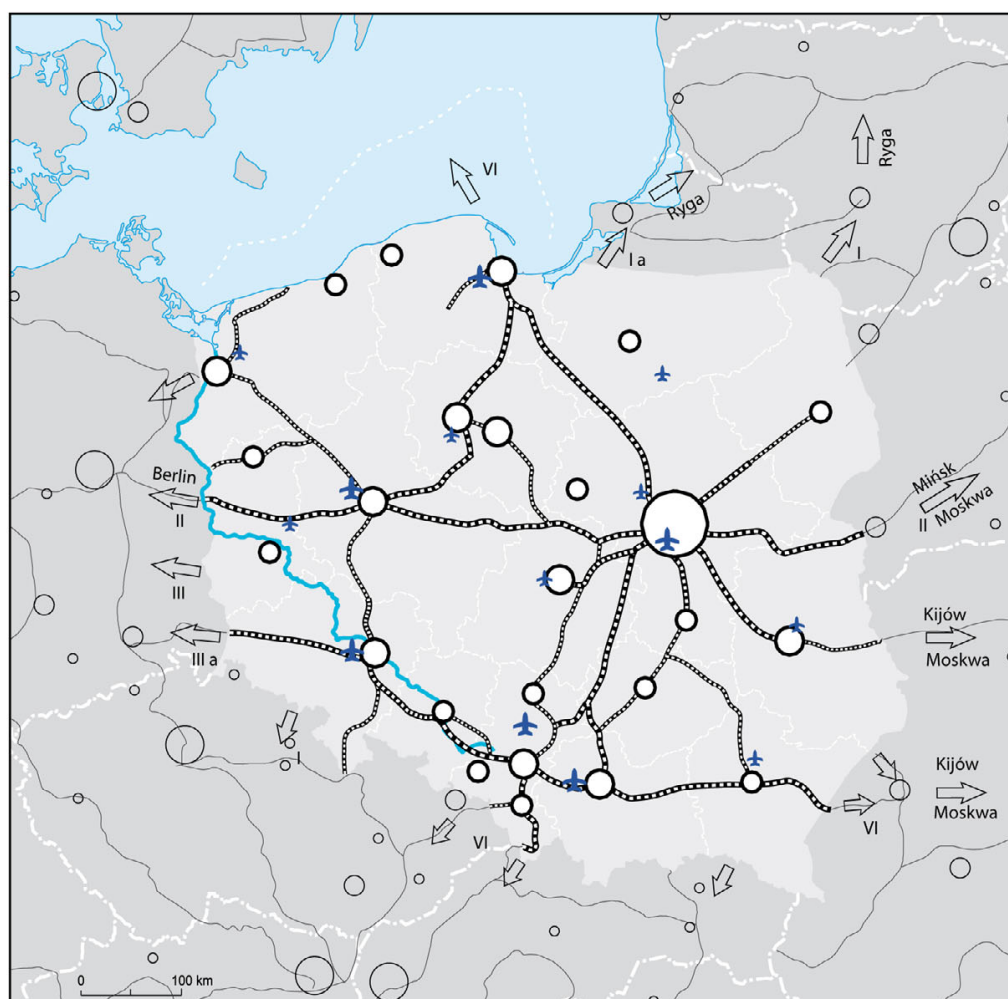 Ryga
VI
Ryga
I a
I
Berlin
II
Mińsk
Moskwa
II
III
Kijów
Moskwa
III a
I
Kijów
Moskwa
VI
VI
0 100 km